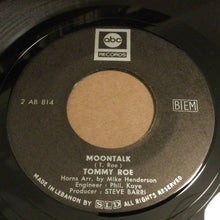 abc
RECORDS
2 AB 814
BIEM
MOONTALK
(T. Roe)
TOMMY ROE
Horns Arr. by Mike Henderson
Engineer : Phil. Kaye
Producer : STEVE BARRI
MADE IN LEBANON BY SLD ALL RIGHTS RESERVED